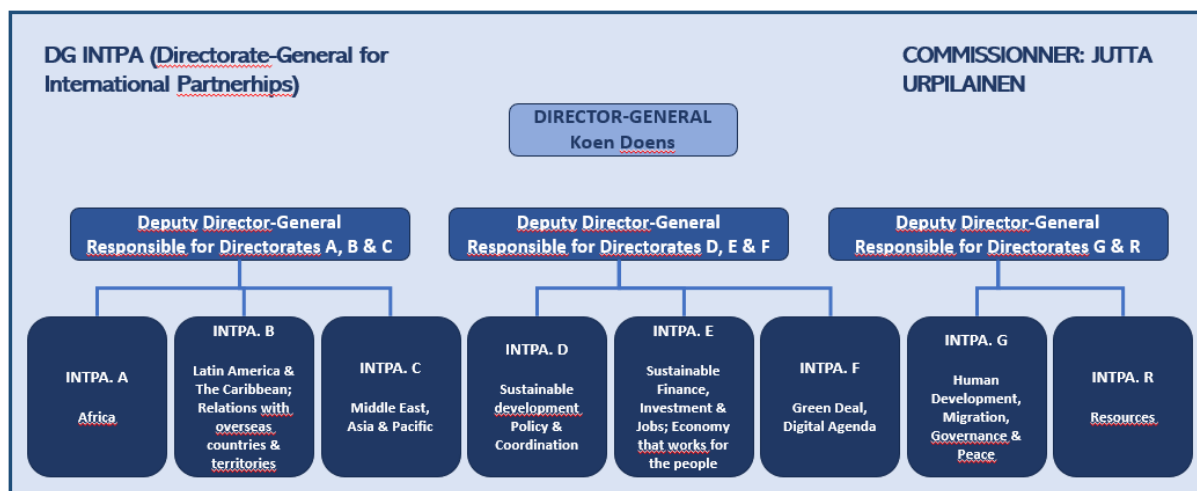 DG INTPA (Directorate-General for
International Partnerhips)
COMMISSIONNER: JUTTA
URPILAINEN
DIRECTOR-GENERAL
Koen Doens
Deputy Director-General
Responsible for Directorates A, B & C
Deputy Director-General
Responsible for Directorates D, E & F
Deputy Director-General
Responsible for Directorates G & R
INTPA. A
Africa
INTPA. B
Latin America &
The Caribbean;
Relations with
overseas
countries &
territories
INTPA. C
Middle East,
Asia & Pacific
INTPA. D
Sustainable
development
Policy &
Coordination
INTPA. E
Sustainable
Finance,
Investment &
Jobs; Economy
that works for
the people
INTPA. F
Green Deal,
Digital Agenda
INTPA. G
Human
Development,
Migration,
Governance &
Peace
INTPA. R
Resources